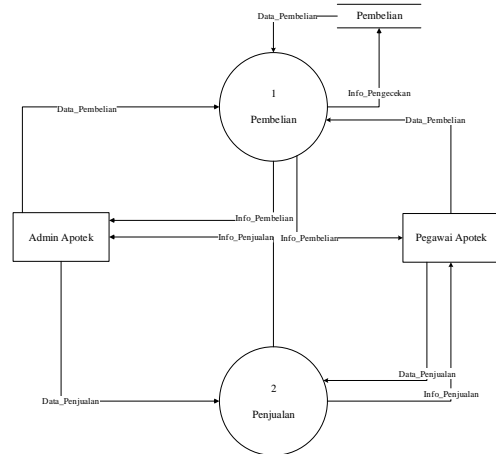 Data_Pembelian
Pembelian
1
Pembelian
Info_Pengecekan
Data_Pembelian
Data_Pembelian
Info_Pembelian
Admin Apotek
Info_Penjualan
Info_Pembelian
Pegawai Apotek
Data_Penjualan
2
Penjualan
Data_Penjualan
Info_Penjualan